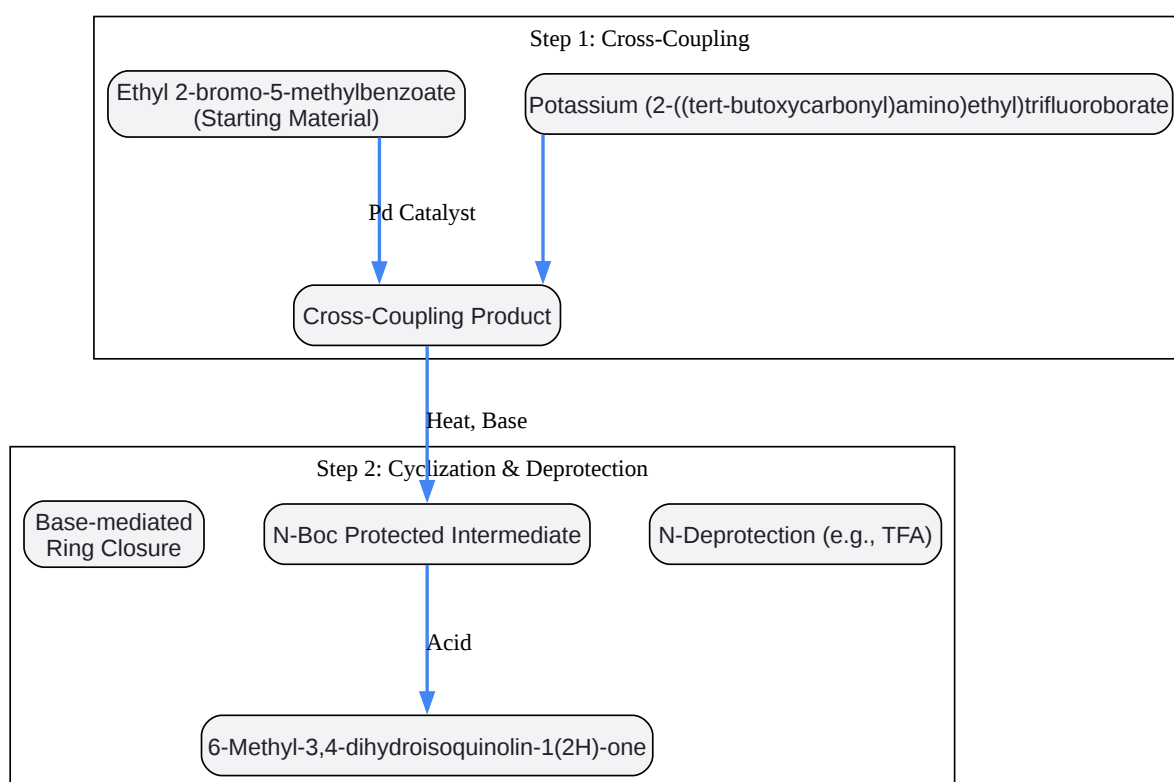 Step 1: Cross-Coupling
Ethyl 2-bromo-5-methylbenzoate
(Starting Material)
Potassium (2-((tert-butoxycarbonyl)amino)ethyl)trifluoroborate
Pd Catalyst
Cross-Coupling Product
Heat, Base
Step 2: Cyclization & Deprotection
Base-mediated
Ring Closure
N-Boc Protected Intermediate
N-Deprotection (e.g., TFA)
Acid
6-Methyl-3,4-dihydroisoquinolin-1(2H)-one